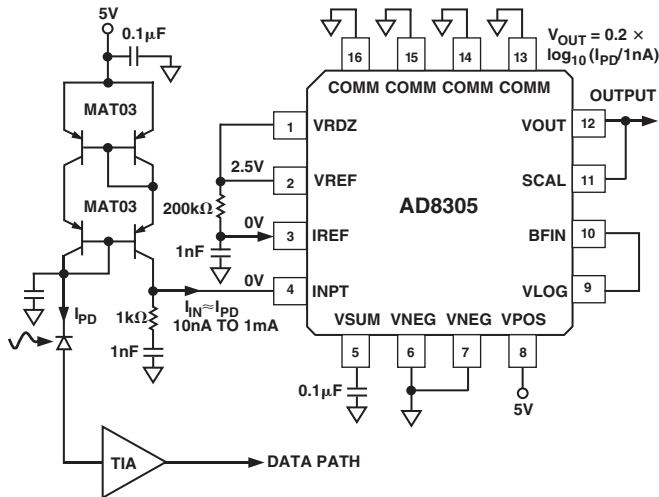 5V
0.1μF
MAT03
MAT03
I_PD
1kΩ
1nF
I_IN≈I_PD
10nA TO 1mA
TIA
DATA PATH
2.5V
200kΩ
0V
1nF
0V
16 15 14 13
COMM COMM COMM COMM
1 VRDZ
2 VREF
3 IREF
4 INPT
AD8305
VOUT 12
SCAL 11
BFIN 10
VLOG 9
VSUM VNEG VNEG VPOS
5 6 7 8
0.1μF
5V
V_OUT = 0.2 ×
log_10 (I_PD/1nA)
OUTPUT